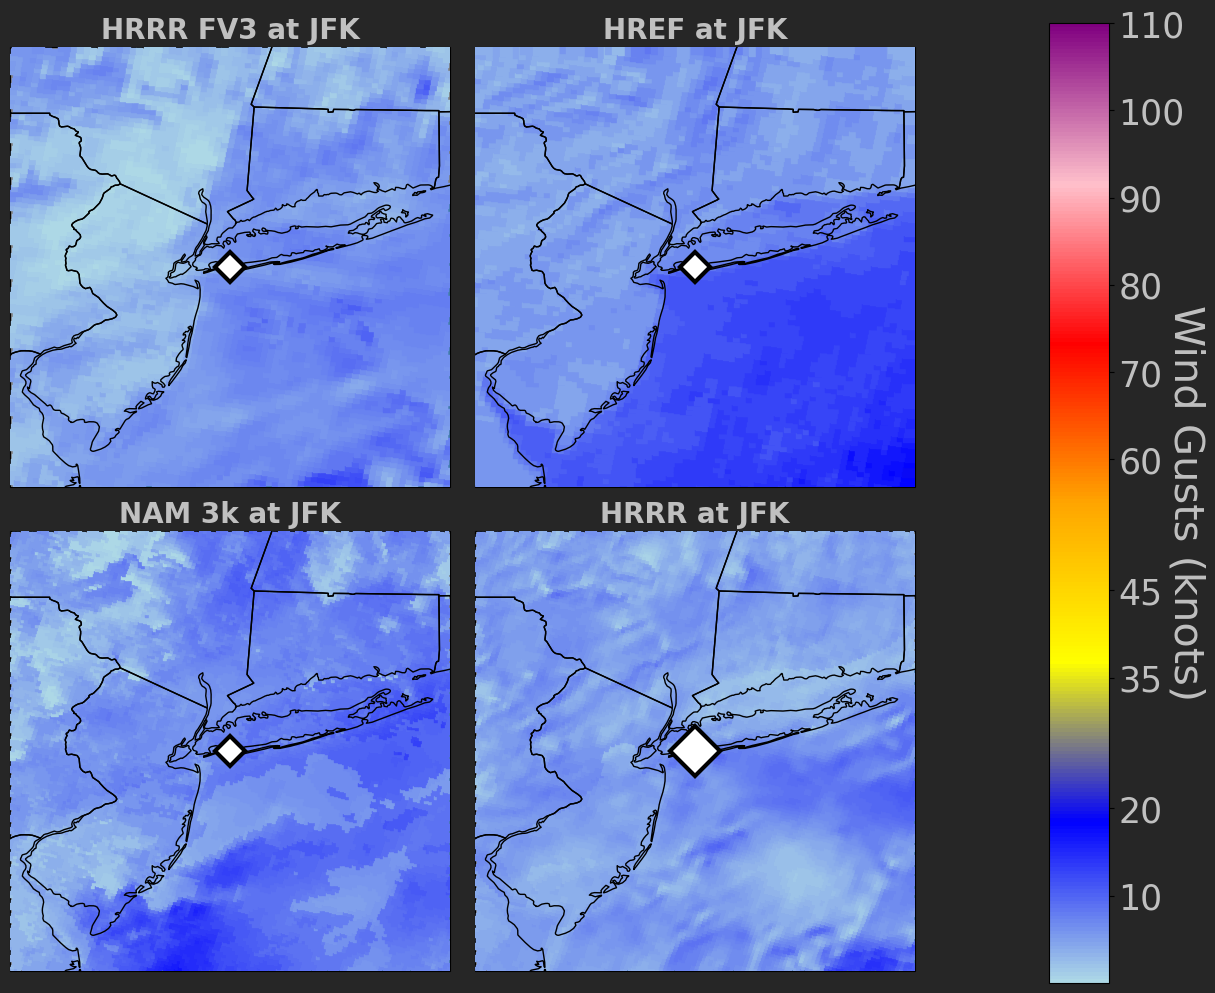 HRRR FV3 at JFK
HREF at JFK
NAM 3k at JFK
HRRR at JFK
110
100
90
80
70
60
45
35
20
10
Wind Gusts (knots)